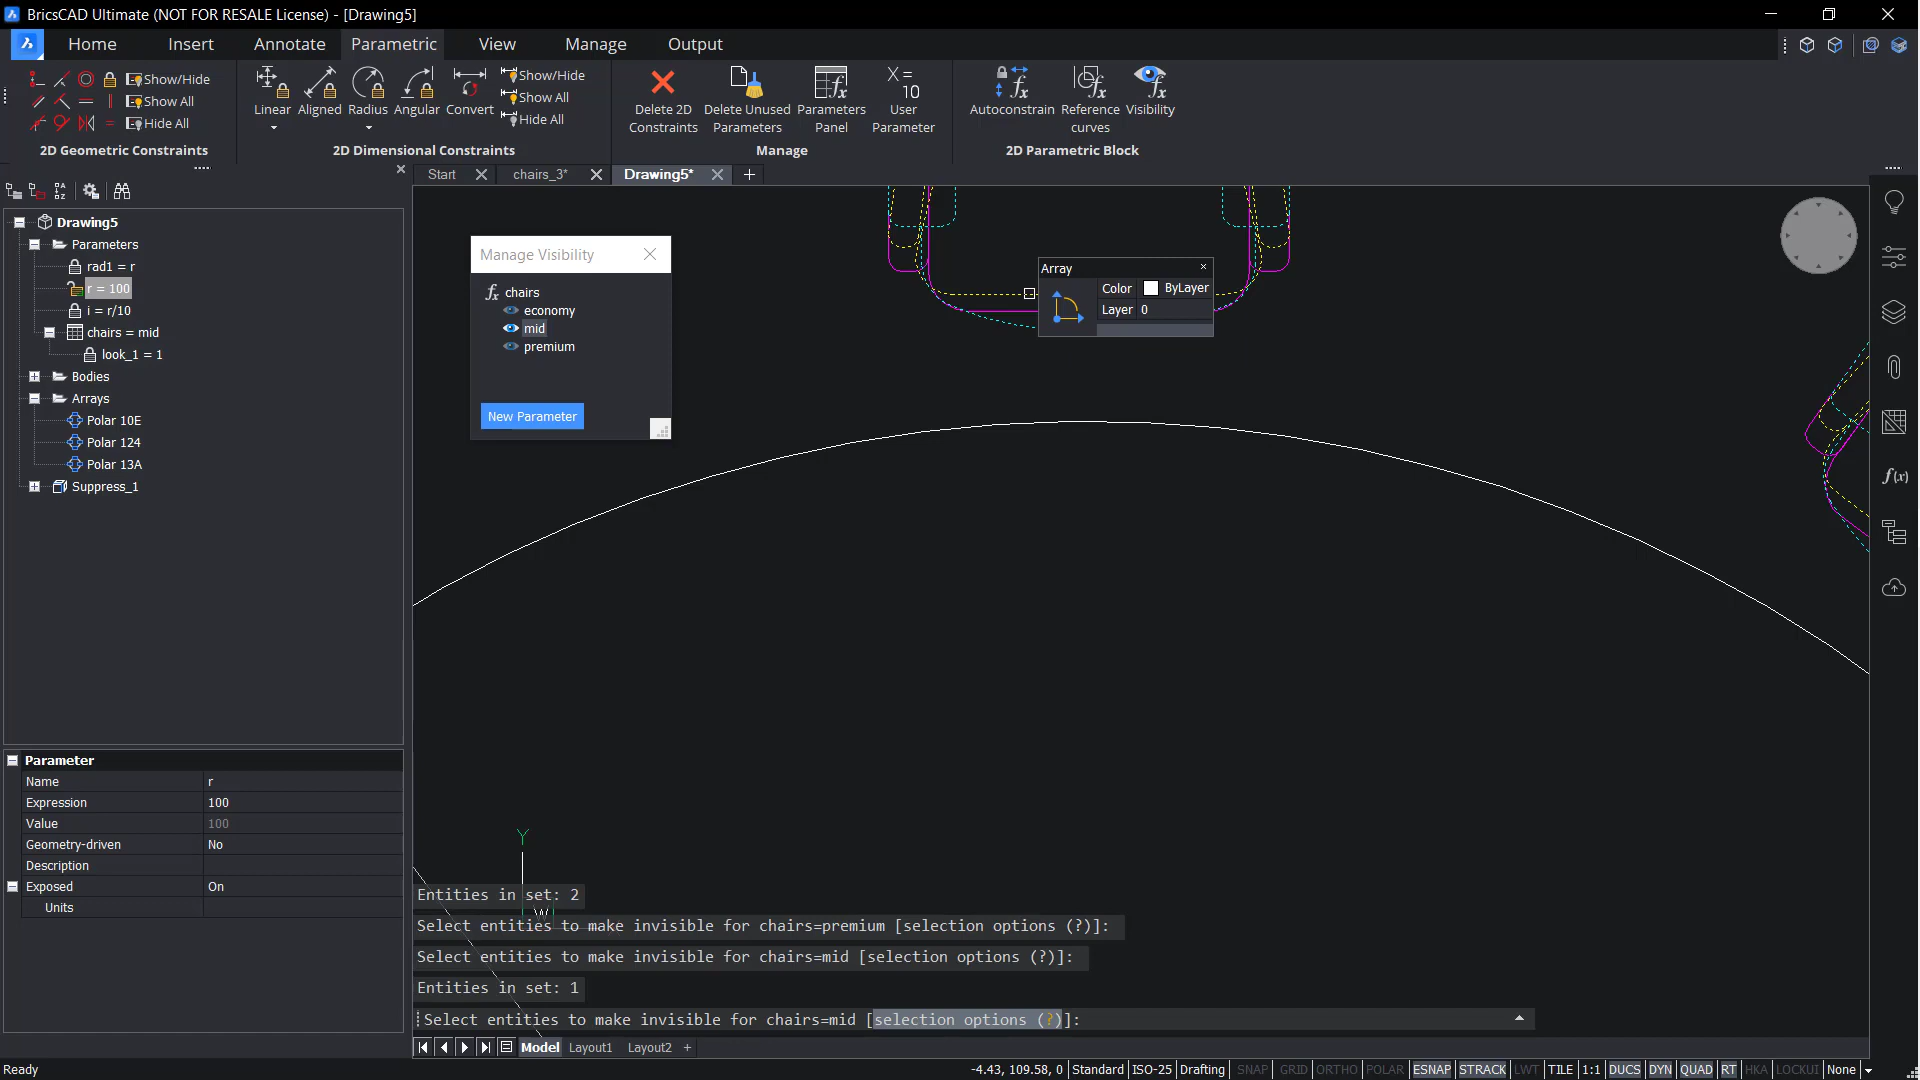 BricsCAD Ultimate (NOT FOR RESALE License) - [Drawing5]
Home Insert Annotate Parametric View Manage Output
Show/Hide
Show All
Hide All
2D Geometric Constraints
Linear Aligned Radius Angular Convert
Show/Hide
Show All
Hide All
2D Dimensional Constraints
Delete 2D Constraints
Delete Unused Parameters
Parameters Panel
X= 10
User Parameter
Manage
Autoconstrain
Reference curves
Visibility
2D Parametric Block
Start chairs_3* Drawing5* +
Drawing5
Parameters
rad1 = r
r = 100
i = r/10
chairs = mid
look_1 = 1
Bodies
Arrays
Polar 10E
Polar 124
Polar 13A
Suppress_1
Manage Visibility
fx chairs
economy
mid
premium
New Parameter
Array
Color ByLayer
Layer 0
f(x)
Parameter
Name r
Expression 100
Value 100
Geometry-driven No
Description
Exposed On
Units
Y
W
Entities in set: 2
Select entities to make invisible for chairs=premium [selection options (?)]:
Select entities to make invisible for chairs=mid [selection options (?)]:
Entities in set: 1
Select entities to make invisible for chairs=mid [selection options (?)]:
Model Layout1 Layout2 +
Ready -4.43, 109.58, 0 Standard ISO-25 Drafting SNAP GRID ORTHO POLAR ESNAP STRACK LWT TILE 1:1 DUCS DYN QUAD RT HKA LOCKUI None